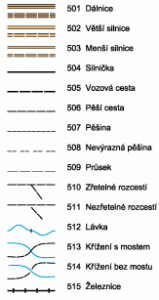 501 Dálnice
502 Větší silnice
503 Menší silnice
504 Silnička
505 Vozová cesta
506 Pěší cesta
507 Pěšina
508 Nevýrazná pěšina
509 Průsek
510 Zřetelné rozcestí
511 Nezřetelné rozcestí
512 Lávka
513 Křížení s mostem
514 Křížení bez mostu
515 Železnice